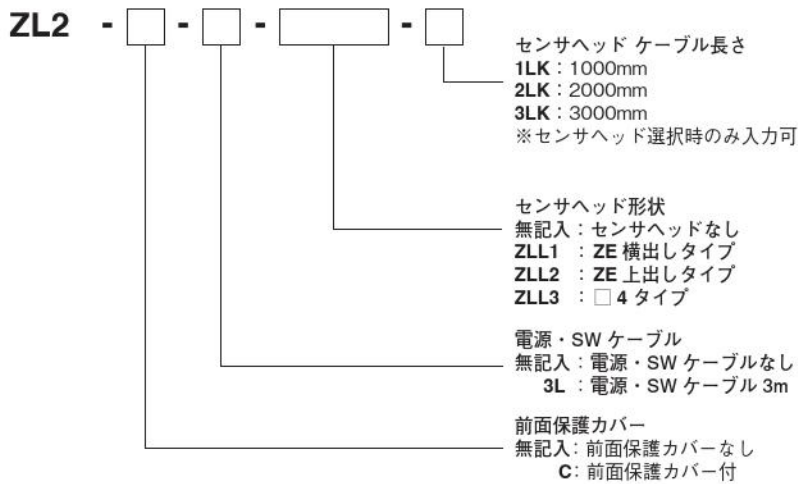 ZL2 - □ - □ - □ - □
センサヘッド ケーブル長さ
1LK：1000mm
2LK：2000mm
3LK：3000mm
※センサヘッド選択時のみ入力可
センサヘッド形状
無記入：センサヘッドなし
ZLL1 ：ZE 横出しタイプ
ZLL2 ：ZE 上出しタイプ
ZLL3 ：□ 4 タイプ
電源・SW ケーブル
無記入：電源・SW ケーブルなし
3L ：電源・SW ケーブル 3m
前面保護カバー
無記入：前面保護カバーなし
C：前面保護カバー付